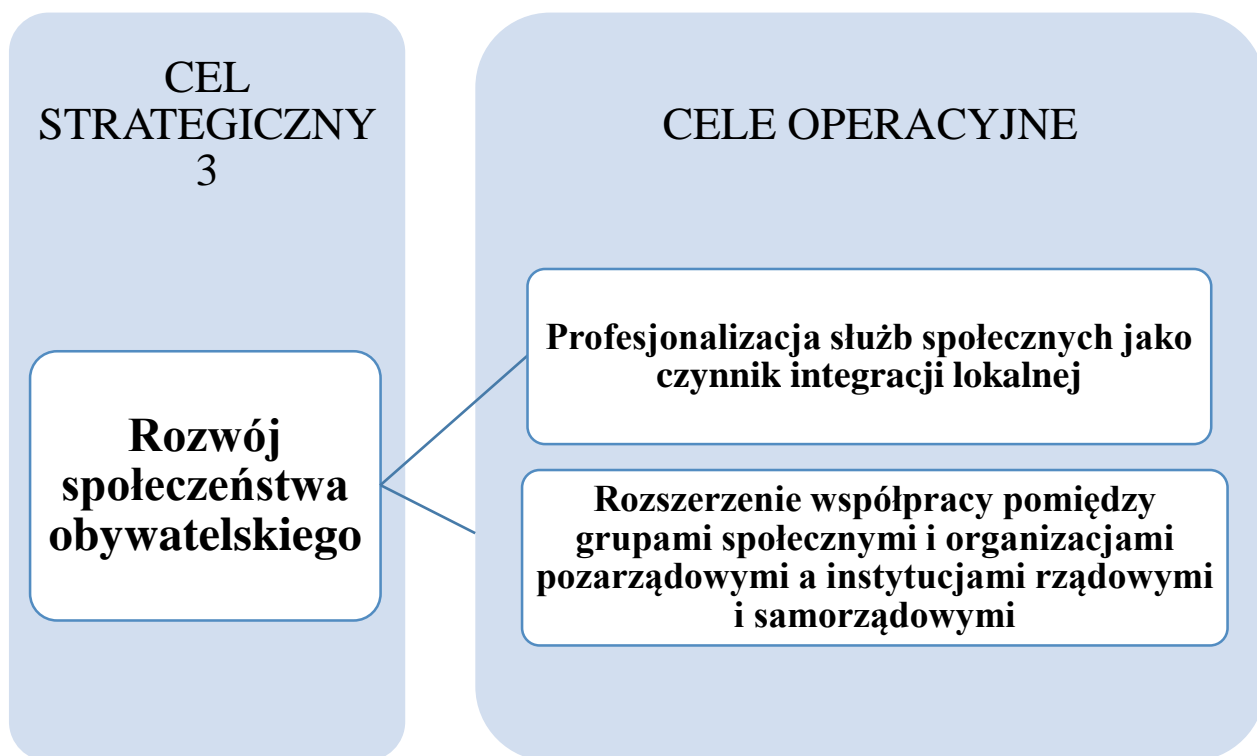 CEL
STRATEGICZNY
3
Rozwój
społeczeństwa
obywatelskiego
CELE OPERACYJNE
Profesjonalizacja służb społecznych jako
czynnik integracji lokalnej
Rozszerzenie współpracy pomiędzy
grupami społecznymi i organizacjami
pozarządowymi a instytucjami rządowymi
i samorządowymi